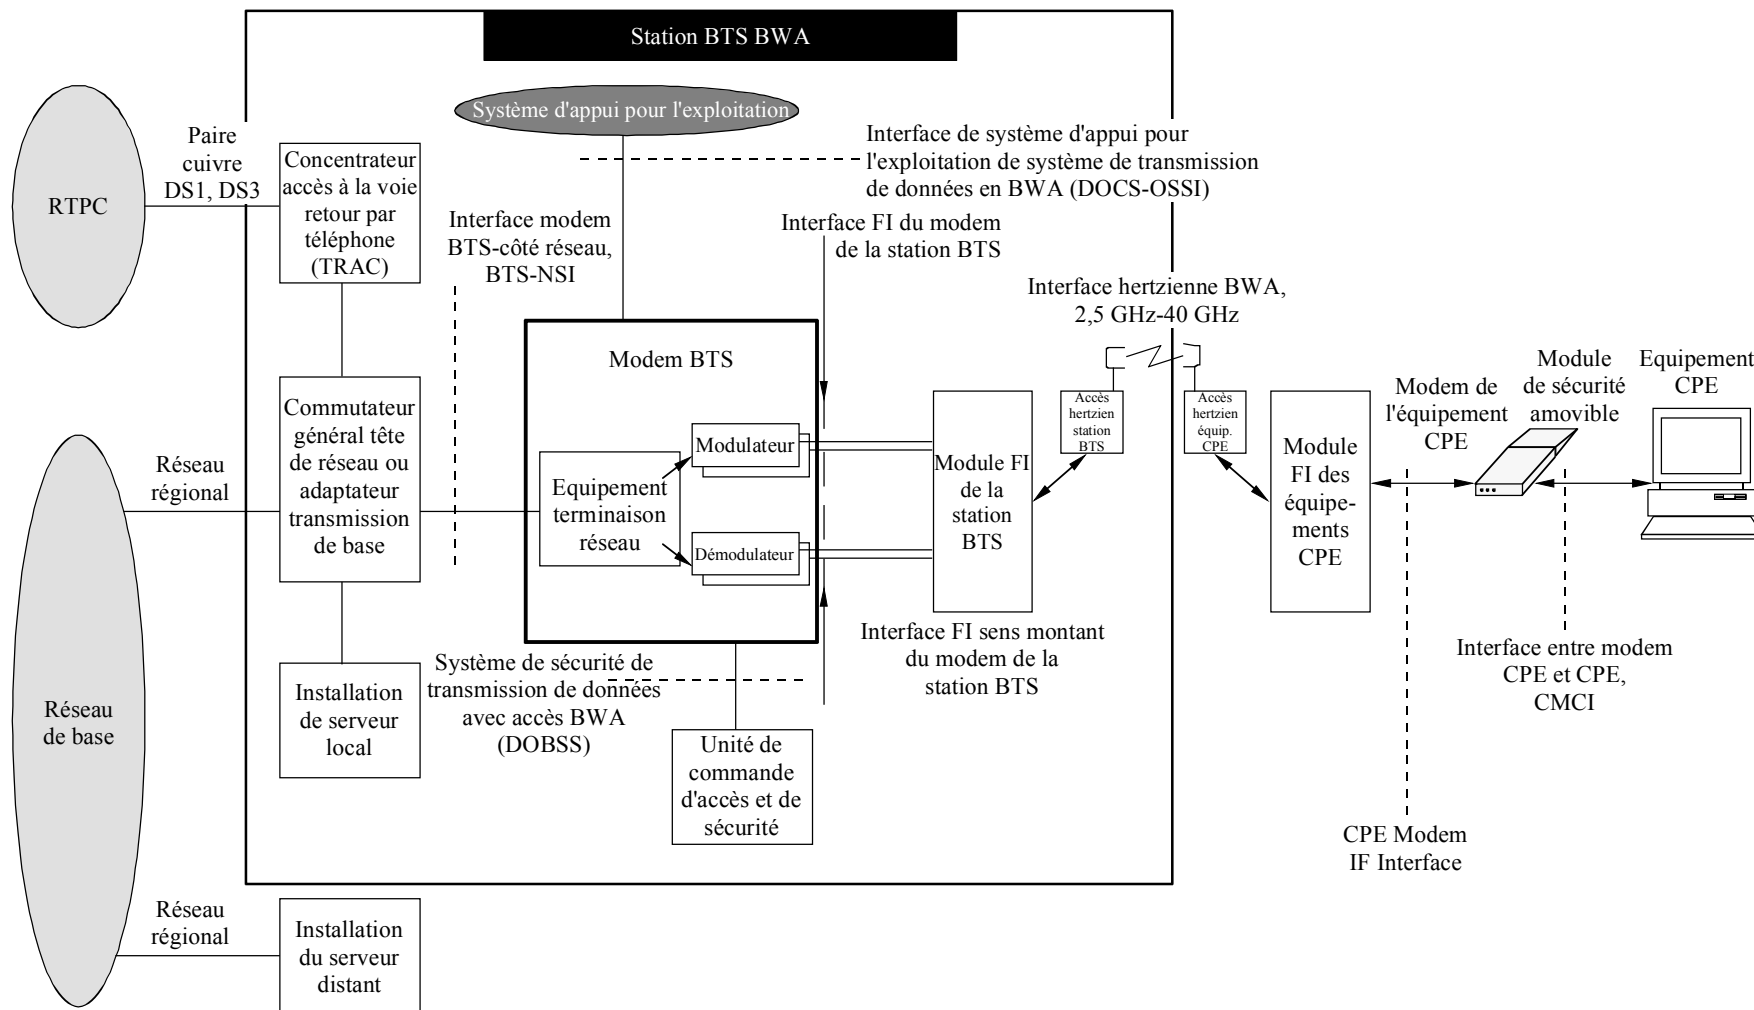 Station BTS BWA
Système d'appui pour l'exploitation
Paire
cuivre
DS1, DS3
RTPC
Concentrateur
accès à la voie
retour par
téléphone
(TRAC)
Interface de système d'appui pour
l'exploitation de système de transmission
de données en BWA (DOCS-OSSI)
Interface modem
BTS-côté réseau,
BTS-NSI
Interface FI du modem
de la station BTS
Interface hertzienne BWA,
2,5 GHz-40 GHz
Modem BTS
Commutateur
général tête
de réseau ou
adaptateur
transmission
de base
Réseau
régional
Equipement
terminaison
réseau
Modulateur
Démodulateur
Module FI
de la
station
BTS
Accès
hertzien
station
BTS
Accès
hertzien
équip.
CPE
Module
FI des
équipe-
ments
CPE
Modem de
l'équipement
CPE
Module
de sécurité
amovible
Equipement
CPE
Interface FI sens montant
du modem de la
station BTS
Système de sécurité de
transmission de données
avec accès BWA
(DOBSS)
Interface entre modem
CPE et CPE,
CMCI
Réseau
de base
Installation
de serveur
local
Unité de
commande
d'accès et de
sécurité
CPE Modem
IF Interface
Réseau
régional
Installation
du serveur
distant